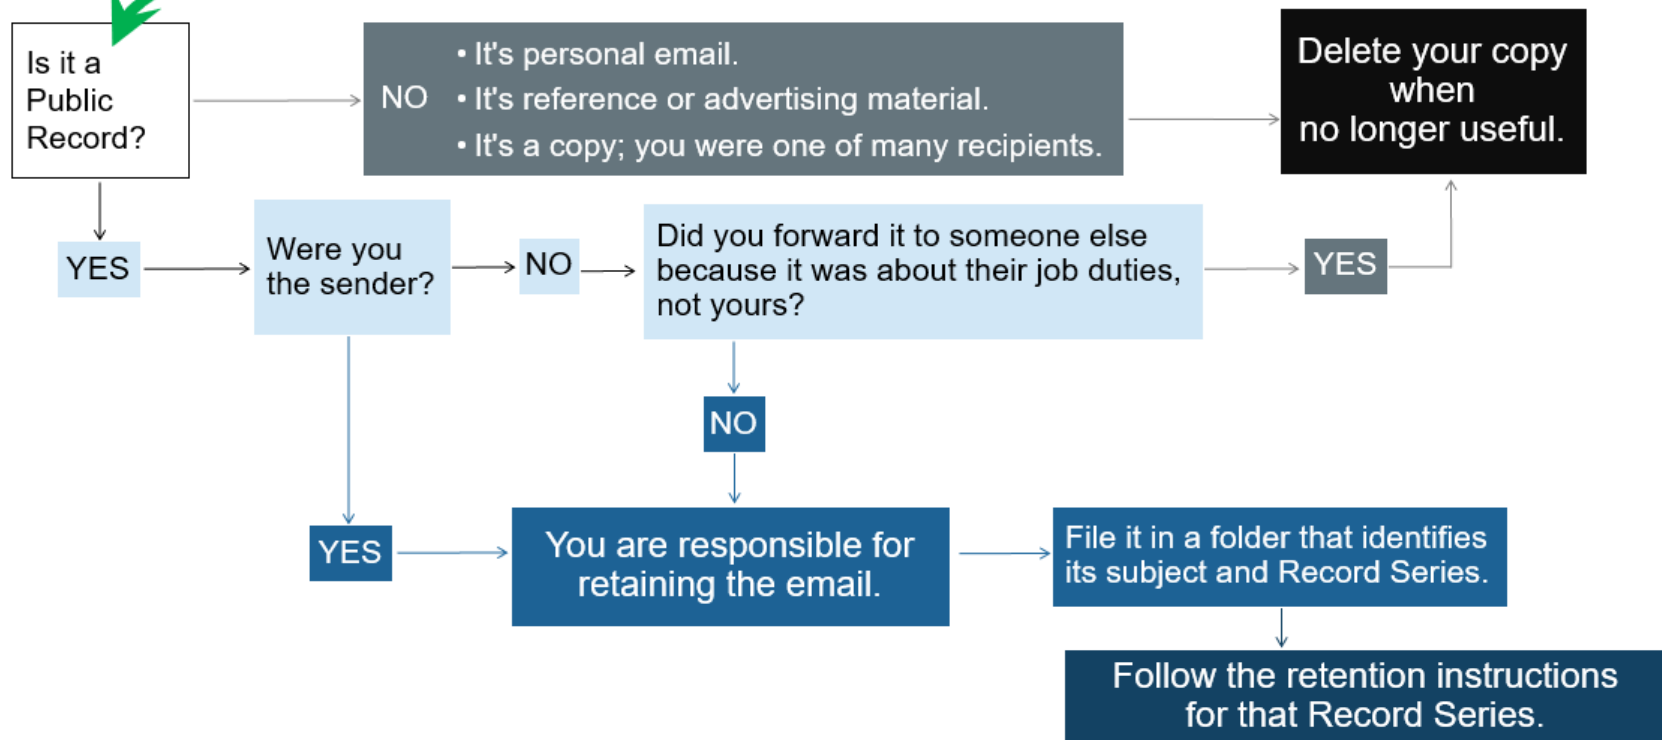 Is it a
Public
Record?
NO
• It's personal email.
• It's reference or advertising material.
• It's a copy; you were one of many recipients.
Delete your copy
when
no longer useful.
YES
Were you
the sender?
NO
Did you forward it to someone else
because it was about their job duties,
not yours?
YES
NO
YES
You are responsible for
retaining the email.
File it in a folder that identifies
its subject and Record Series.
Follow the retention instructions
for that Record Series.